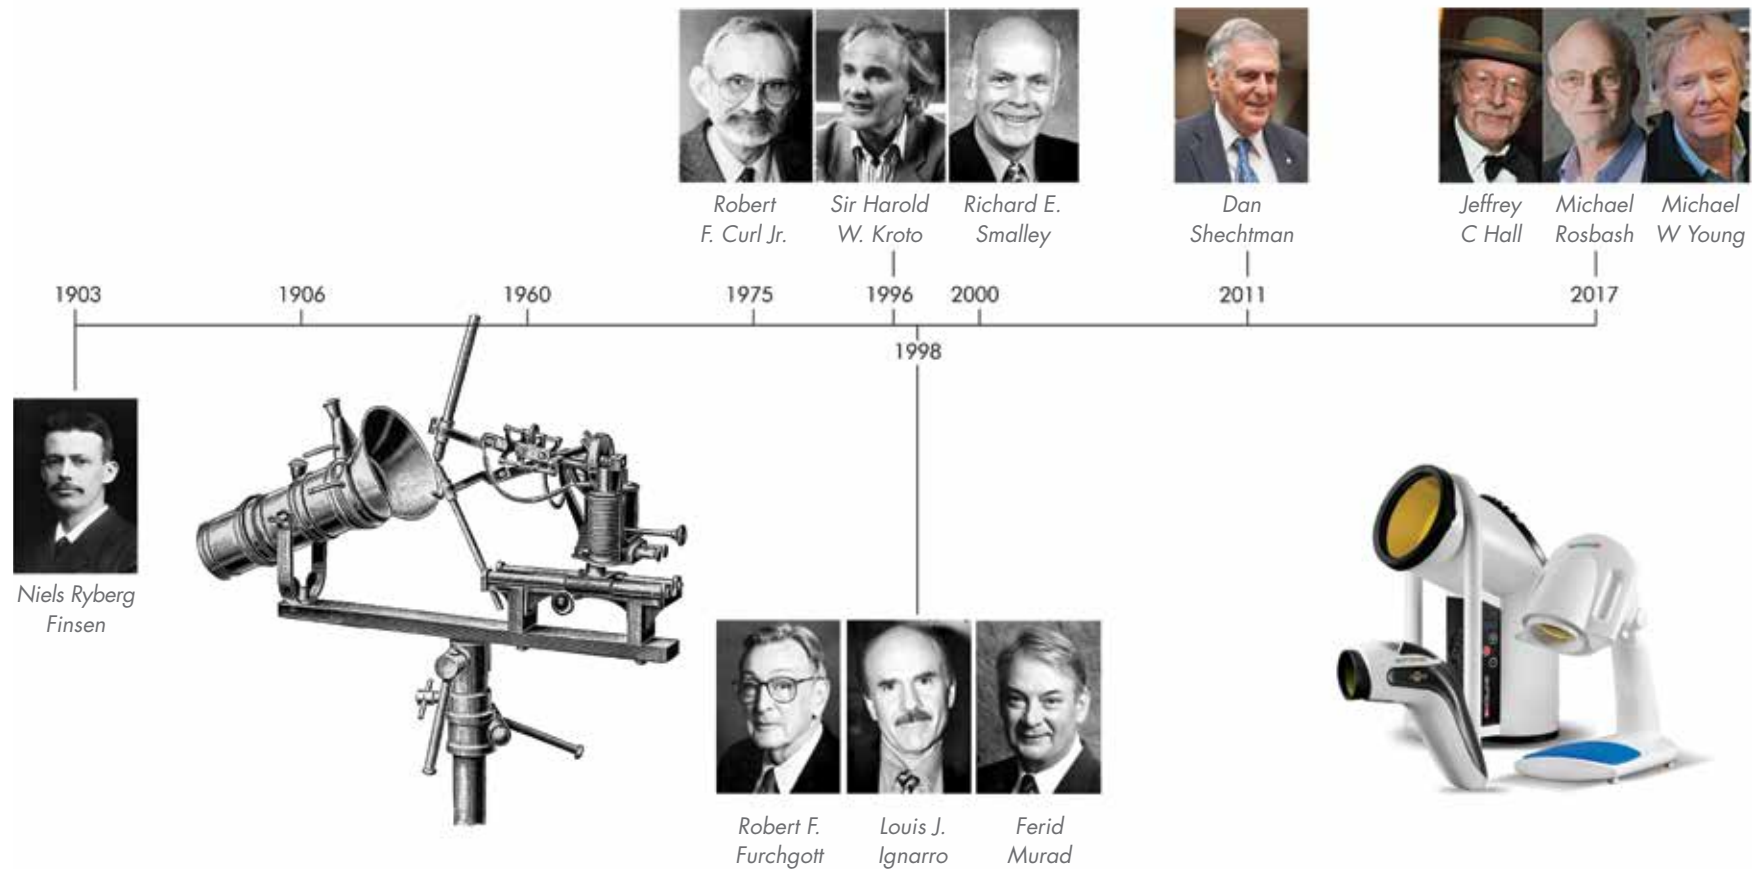 Robert
F. Curl Jr.
Sir Harold
W. Kroto
Richard E.
Smalley
Dan
Shechtman
Jeffrey
C Hall
Michael
Rosbash
Michael
W Young
1903
1906
1960
1975
1996
2000
2011
2017
1998
Niels Ryberg
Finsen
Robert F.
Furchgott
Louis J.
Ignarro
Ferid
Murad